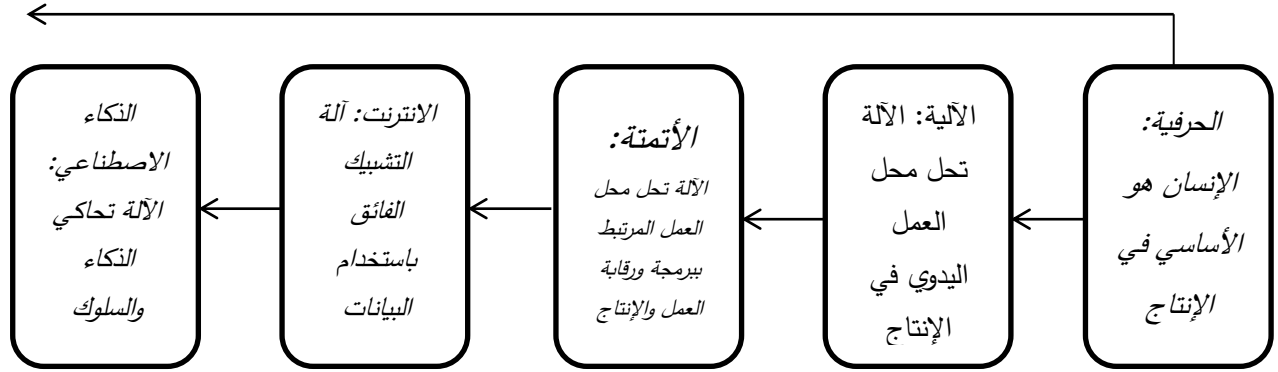 الحرفية:
الإنسان هو
الأساسي في
الإنتاج
الآلية: الآلة
تحل محل
العمل
اليدوي في
الإنتاج
الأتمتة:
الآلة تحل محل
العمل المرتبط
ببرمجة ورقابة
العمل والإنتاج
الانترنت: آلة
التشبيك
الفائق
باستخدام
البيانات
الذكاء
الاصطناعي:
الآلة تحاكي
الذكاء
والسلوك